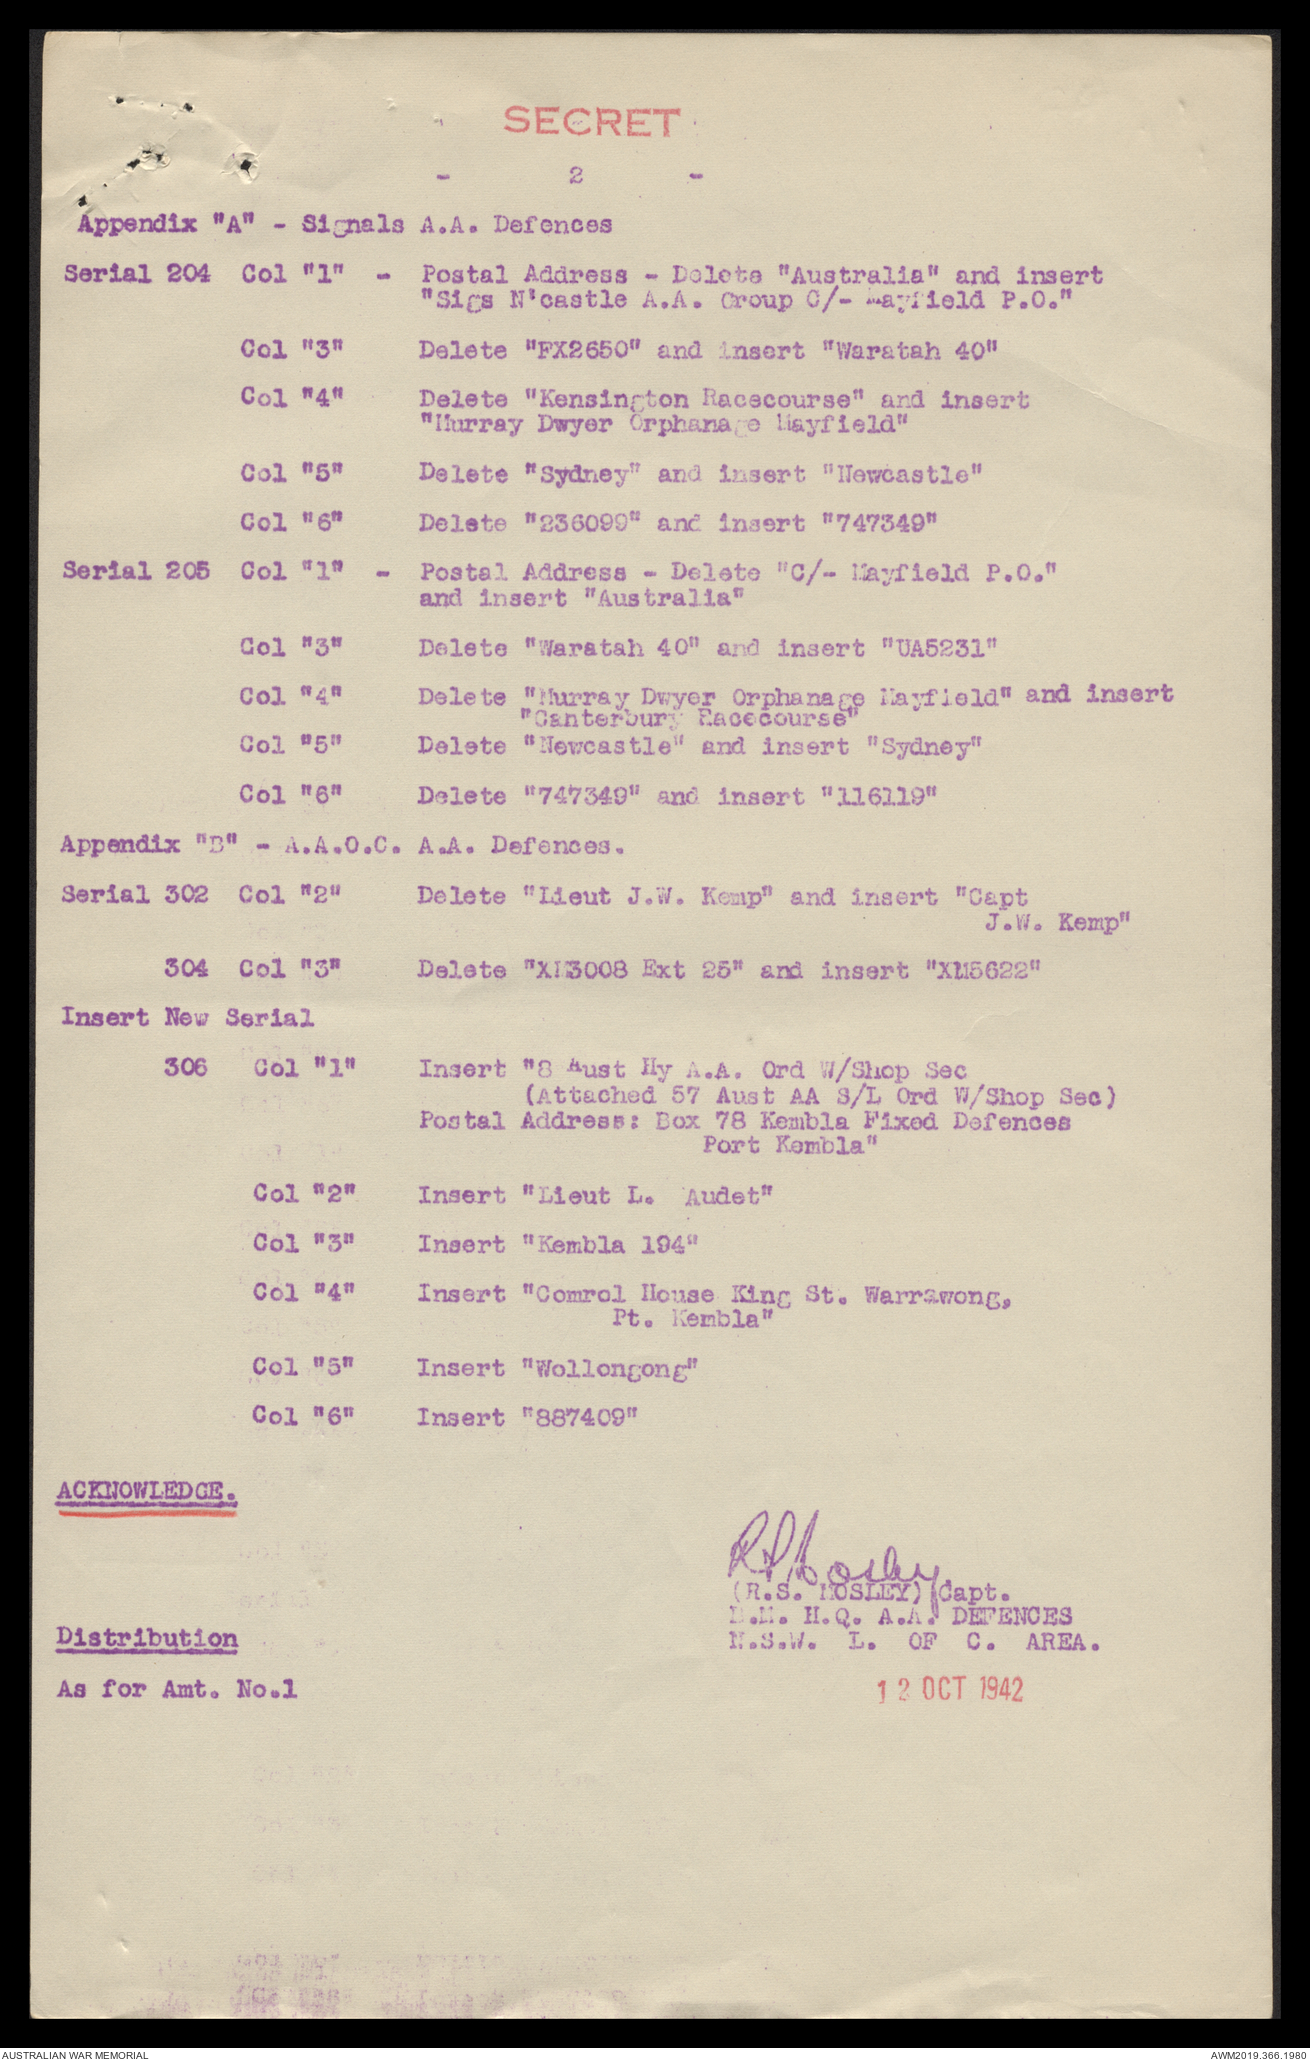 SECRET
- 2 -
Appendix "A" - Signals A.A. Defences
Serial 204 Col "1" - Postal Address - Delete "Australia" and insert
"Sigs N'castle A.A. Group C/- Mayfield P.O."
Col "3" Delete "FX2650" and insert "Waratah 40"
Col "4" Delete "Kensington Racecourse" and insert
"Murray Dwyer Orphanage Mayfield"
Col "5" Delete "Sydney" and insert "Newcastle"
Col "6" Delete "236099" and insert "747349"
Serial 205 Col "1" - Postal Address - Delete "C/- Mayfield P.O."
and insert "Australia"
Col "3" Delete "Waratah 40" and insert "UA5231"
Col "4" Delete "Murray Dwyer Orphanage Mayfield" and insert
"Canterbury Racecourse"
Col "5" Delete "Newcastle" and insert "Sydney"
Col "6" Delete "747349" and insert "116119"
Appendix "B" - A.A.O.C. A.A. Defences.
Serial 302 Col "2" Delete "Lieut J.W. Kemp" and insert "Capt
J.W. Kemp"
304 Col "3" Delete "XM3008 Ext 25" and insert "XM5622"
Insert New Serial
306 Col "1" Insert "8 Aust Hy A.A. Ord W/Shop Sec
(Attached 57 Aust AA S/L Ord W/Shop Sec)
Postal Address: Box 78 Kembla Fixed Defences
Port Kembla"
Col "2" Insert "Lieut L. Audet"
Col "3" Insert "Kembla 194"
Col "4" Insert "Comrol House King St. Warrawong,
Pt. Kembla"
Col "5" Insert "Wollongong"
Col "6" Insert "887409"
ACKNOWLEDGE.
RSMosley
(R.S. MOSLEY) Capt.
B.M. H.Q. A.A. DEFENCES
N.S.W. L. OF C. AREA.
Distribution
As for Amt. No.1
12 OCT 1942
AUSTRALIAN WAR MEMORIAL
AWM2019.366.1980